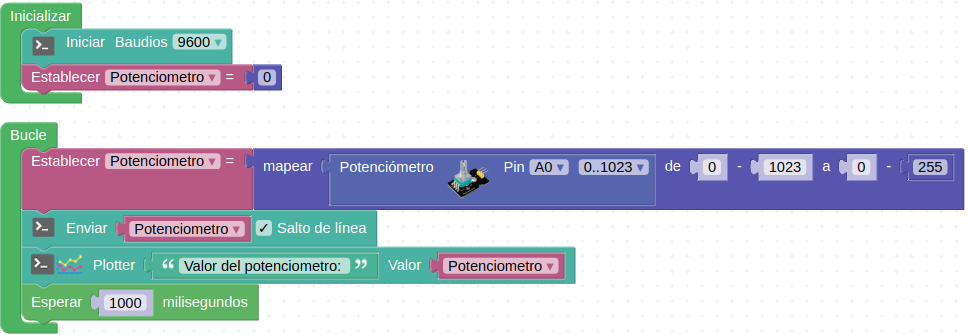 Inicializar
Iniciar Baudios 9600
Establecer Potenciometro = 0
Bucle
Establecer Potenciometro = mapear Potenciómetro Pin A0 0..1023 de 0 - 1023 a 0 - 255
Enviar Potenciometro Salto de línea
Plotter “ Valor del potenciometro: ” Valor Potenciometro
Esperar 1000 milisegundos